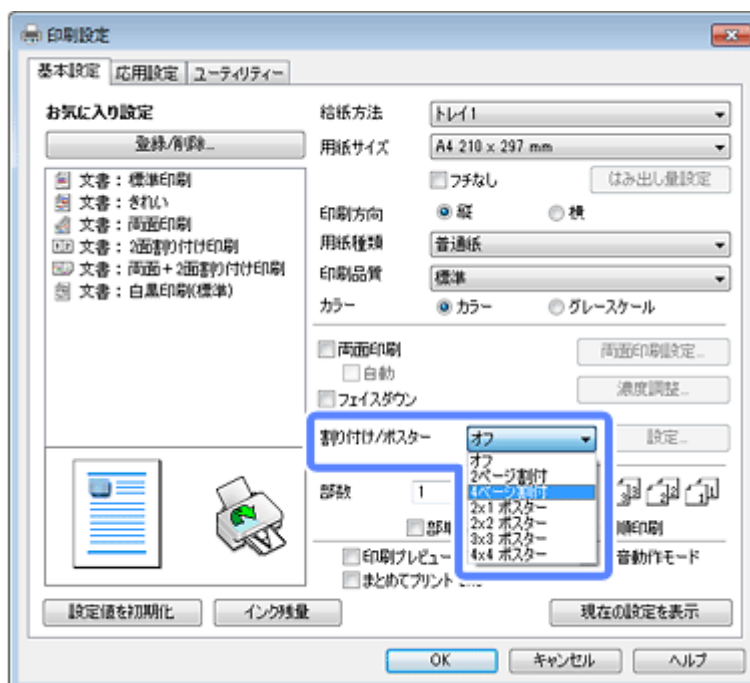 印刷設定
基本設定 応用設定 ユーティリティー
お気に入り設定
登録/削除...
文書：標準印刷
文書：きれい
文書：両面印刷
文書：2面割り付け印刷
文書：両面+2面割り付け印刷
文書：白黒印刷(標準)
給紙方法 トレイ1
用紙サイズ A4 210 x 297 mm
フチなし はみ出し量設定
印刷方向 縦 横
用紙種類 普通紙
印刷品質 標準
カラー カラー グレースケール
両面印刷 両面印刷設定...
自動 濃度調整...
フェイスダウン
割り付け/ポスター オフ 設定...
オフ
2ページ割付
4ページ割付
2x1 ポスター
2x2 ポスター
3x3 ポスター
4x4 ポスター
部数 1
順印刷
印刷プレビュー 音動作モード
まとめてプリント
設定値を初期化 インク残量 現在の設定を表示
OK キャンセル ヘルプ